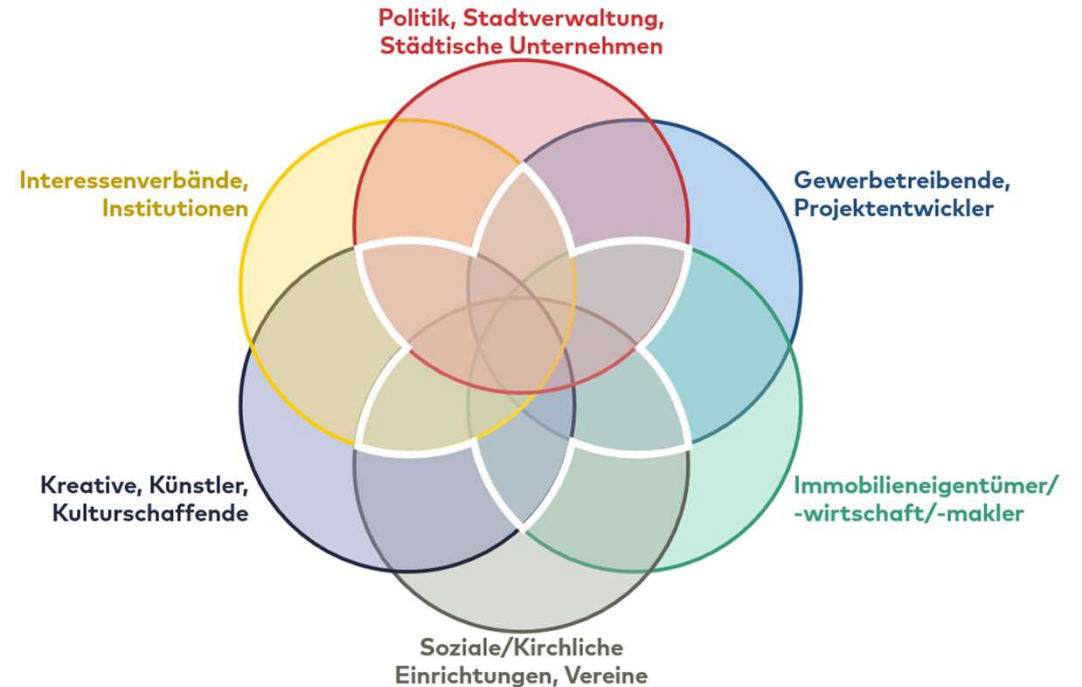 Politik, Stadtverwaltung,
Städtische Unternehmen
Interessenverbände,
Institutionen
Gewerbetreibende,
Projektentwickler
Kreative, Künstler,
Kulturschaffende
Immobilieneigentümer/
-wirtschaft/-makler
Soziale/Kirchliche
Einrichtungen, Vereine